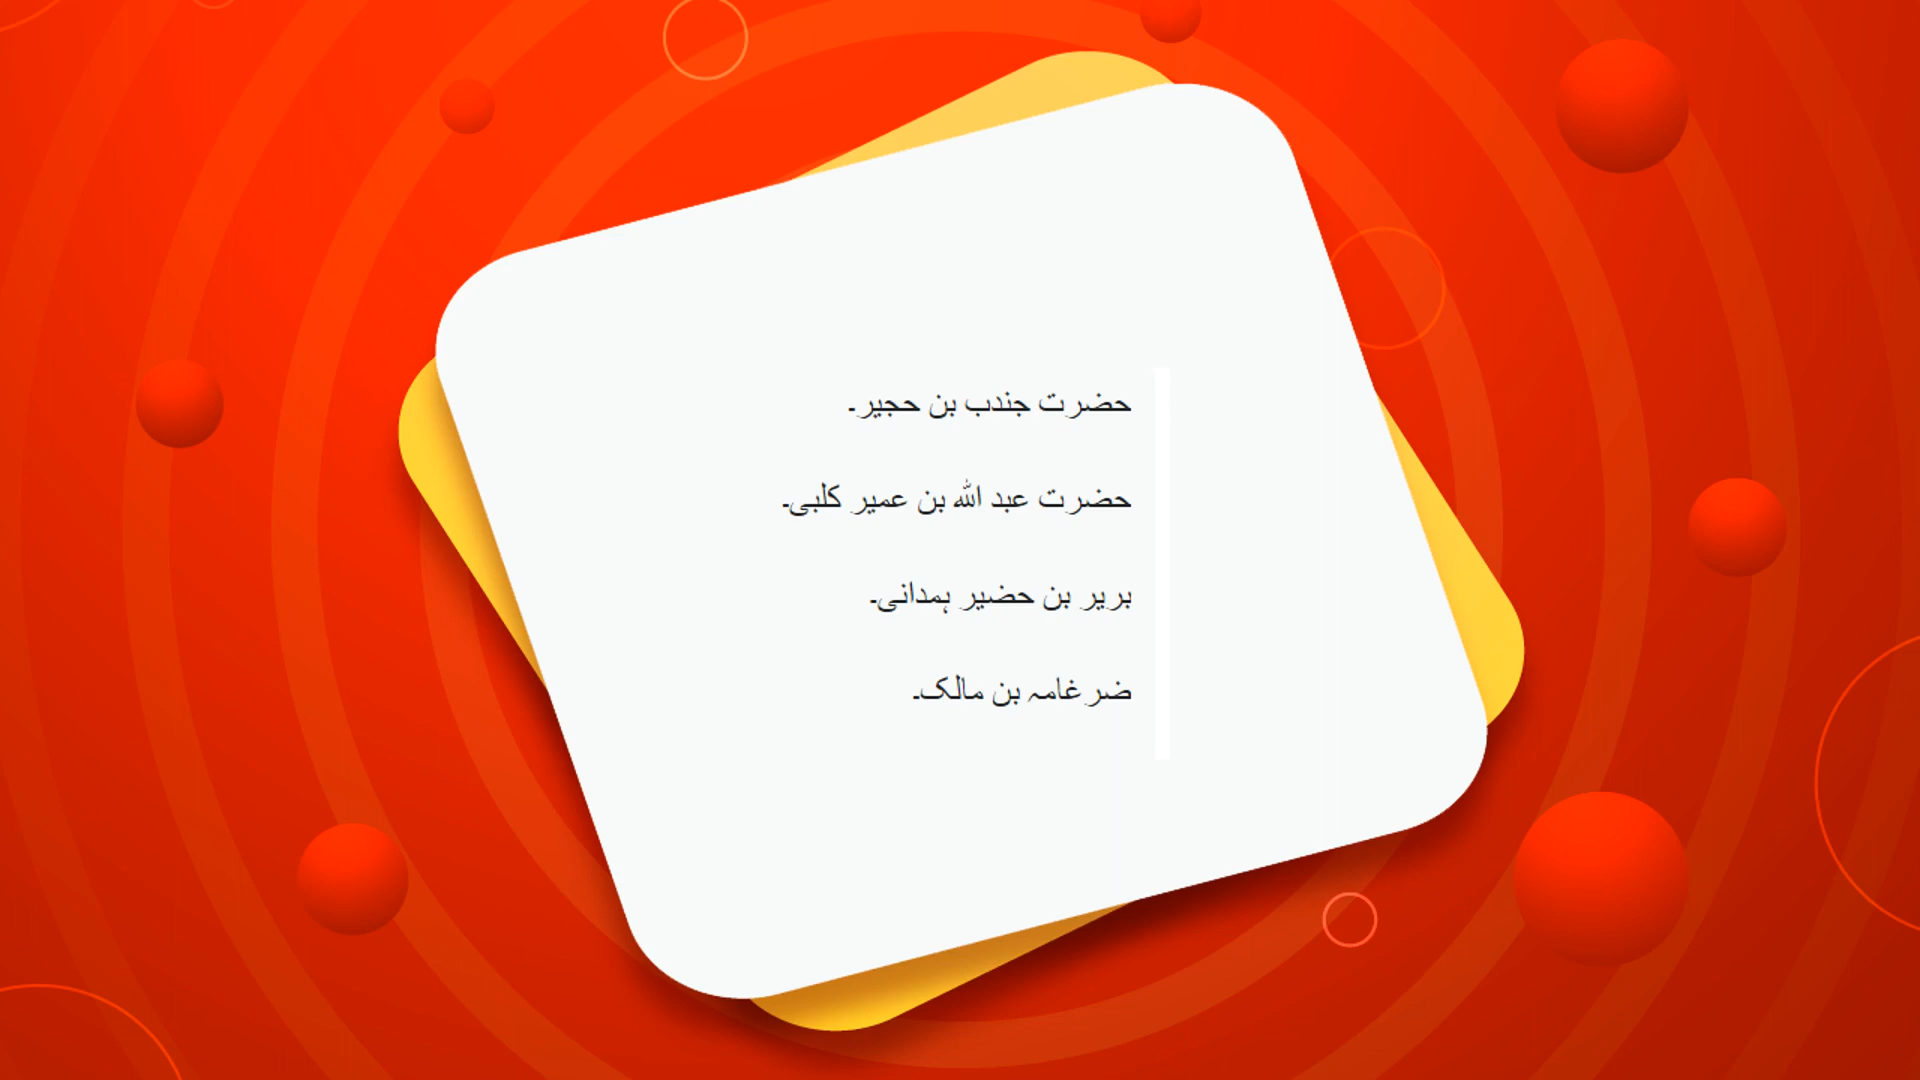 حضرت جندب بن حجیر۔
حضرت عبد اللہ بن عمیر کلبی۔
بریر بن حضیر ہمدانی۔
ضرغامہ بن مالک۔